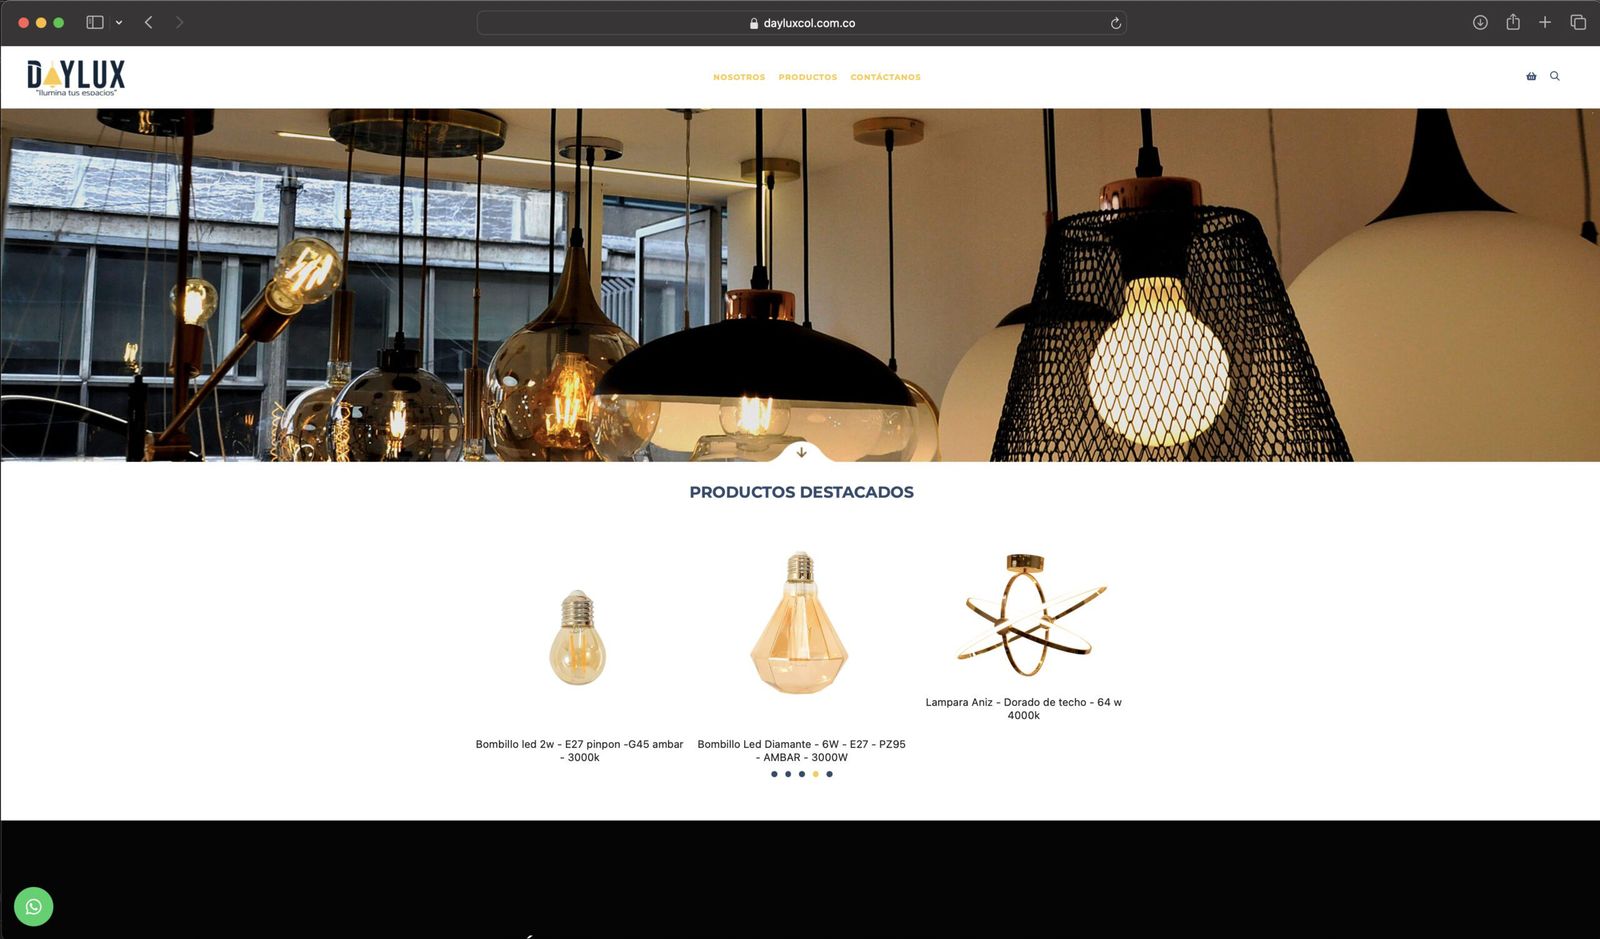 dayluxcol.com.co
DAYLUX
"Ilumina tus espacios"
NOSOTROS PRODUCTOS CONTÁCTANOS
PRODUCTOS DESTACADOS
Bombillo led 2w - E27 pinpon -G45 ambar
- 3000k
Bombillo Led Diamante - 6W - E27 - PZ95
- AMBAR - 3000W
Lampara Aniz - Dorado de techo - 64 w
4000k